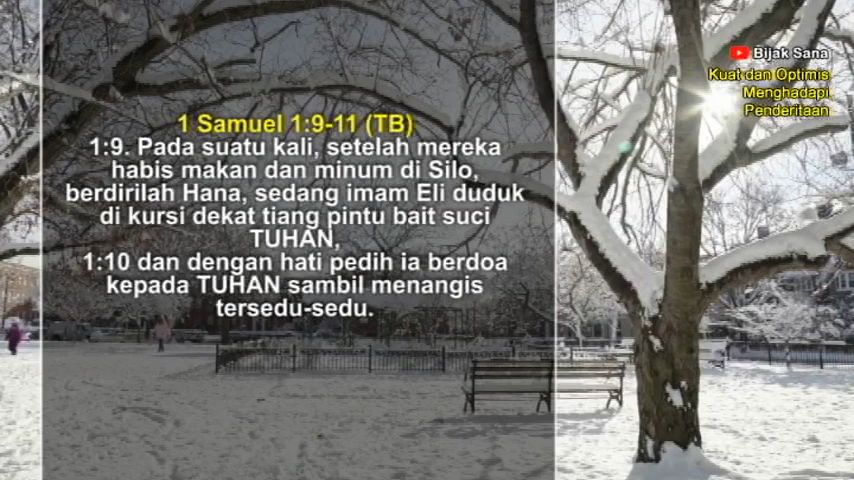 Bijak Sana
Kuat dan Optimis
Menghadapi
Penderitaan
1 Samuel 1:9-11 (TB)
1:9. Pada suatu kali, setelah mereka
habis makan dan minum di Silo,
berdirilah Hana, sedang imam Eli duduk
di kursi dekat tiang pintu bait suci
TUHAN,
1:10 dan dengan hati pedih ia berdoa
kepada TUHAN sambil menangis
tersedu-sedu.